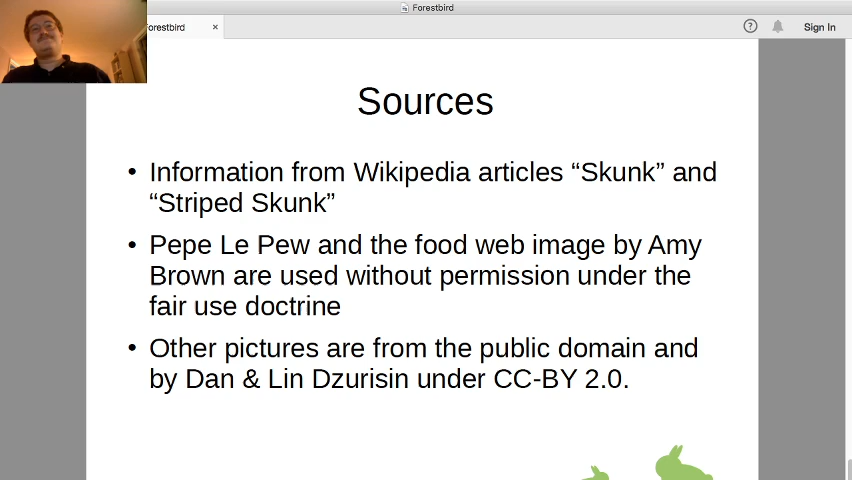 Forestbird
Forestbird ×
? Sign In
Sources
• Information from Wikipedia articles “Skunk” and
“Striped Skunk”
• Pepe Le Pew and the food web image by Amy
Brown are used without permission under the
fair use doctrine
• Other pictures are from the public domain and
by Dan & Lin Dzurisin under CC-BY 2.0.